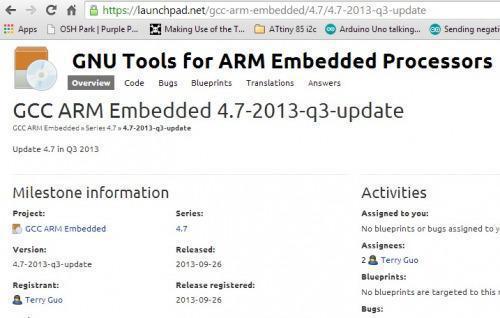 https://launchpad.net/gcc-arm-embedded/4.7/4.7-2013-q3-update
Apps OSH Park | Purple P... Making Use of the T... ATtiny 85 i2c Arduino Uno talking... Sending negati
GNU Tools for ARM Embedded Processors
Overview Code Bugs Blueprints Translations Answers
GCC ARM Embedded 4.7-2013-q3-update
GCC ARM Embedded » Series 4.7 » 4.7-2013-q3-update
Update 4.7 in Q3 2013
Milestone information
Project:
GCC ARM Embedded
Series:
4.7
Version:
4.7-2013-q3-update
Released:
2013-09-26
Registrant:
Terry Guo
Release registered:
2013-09-26
Activities
Assigned to you:
No blueprints or bugs assigned to y
Assignees:
2 Terry Guo
Blueprints:
No blueprints are targeted to this
Bugs: